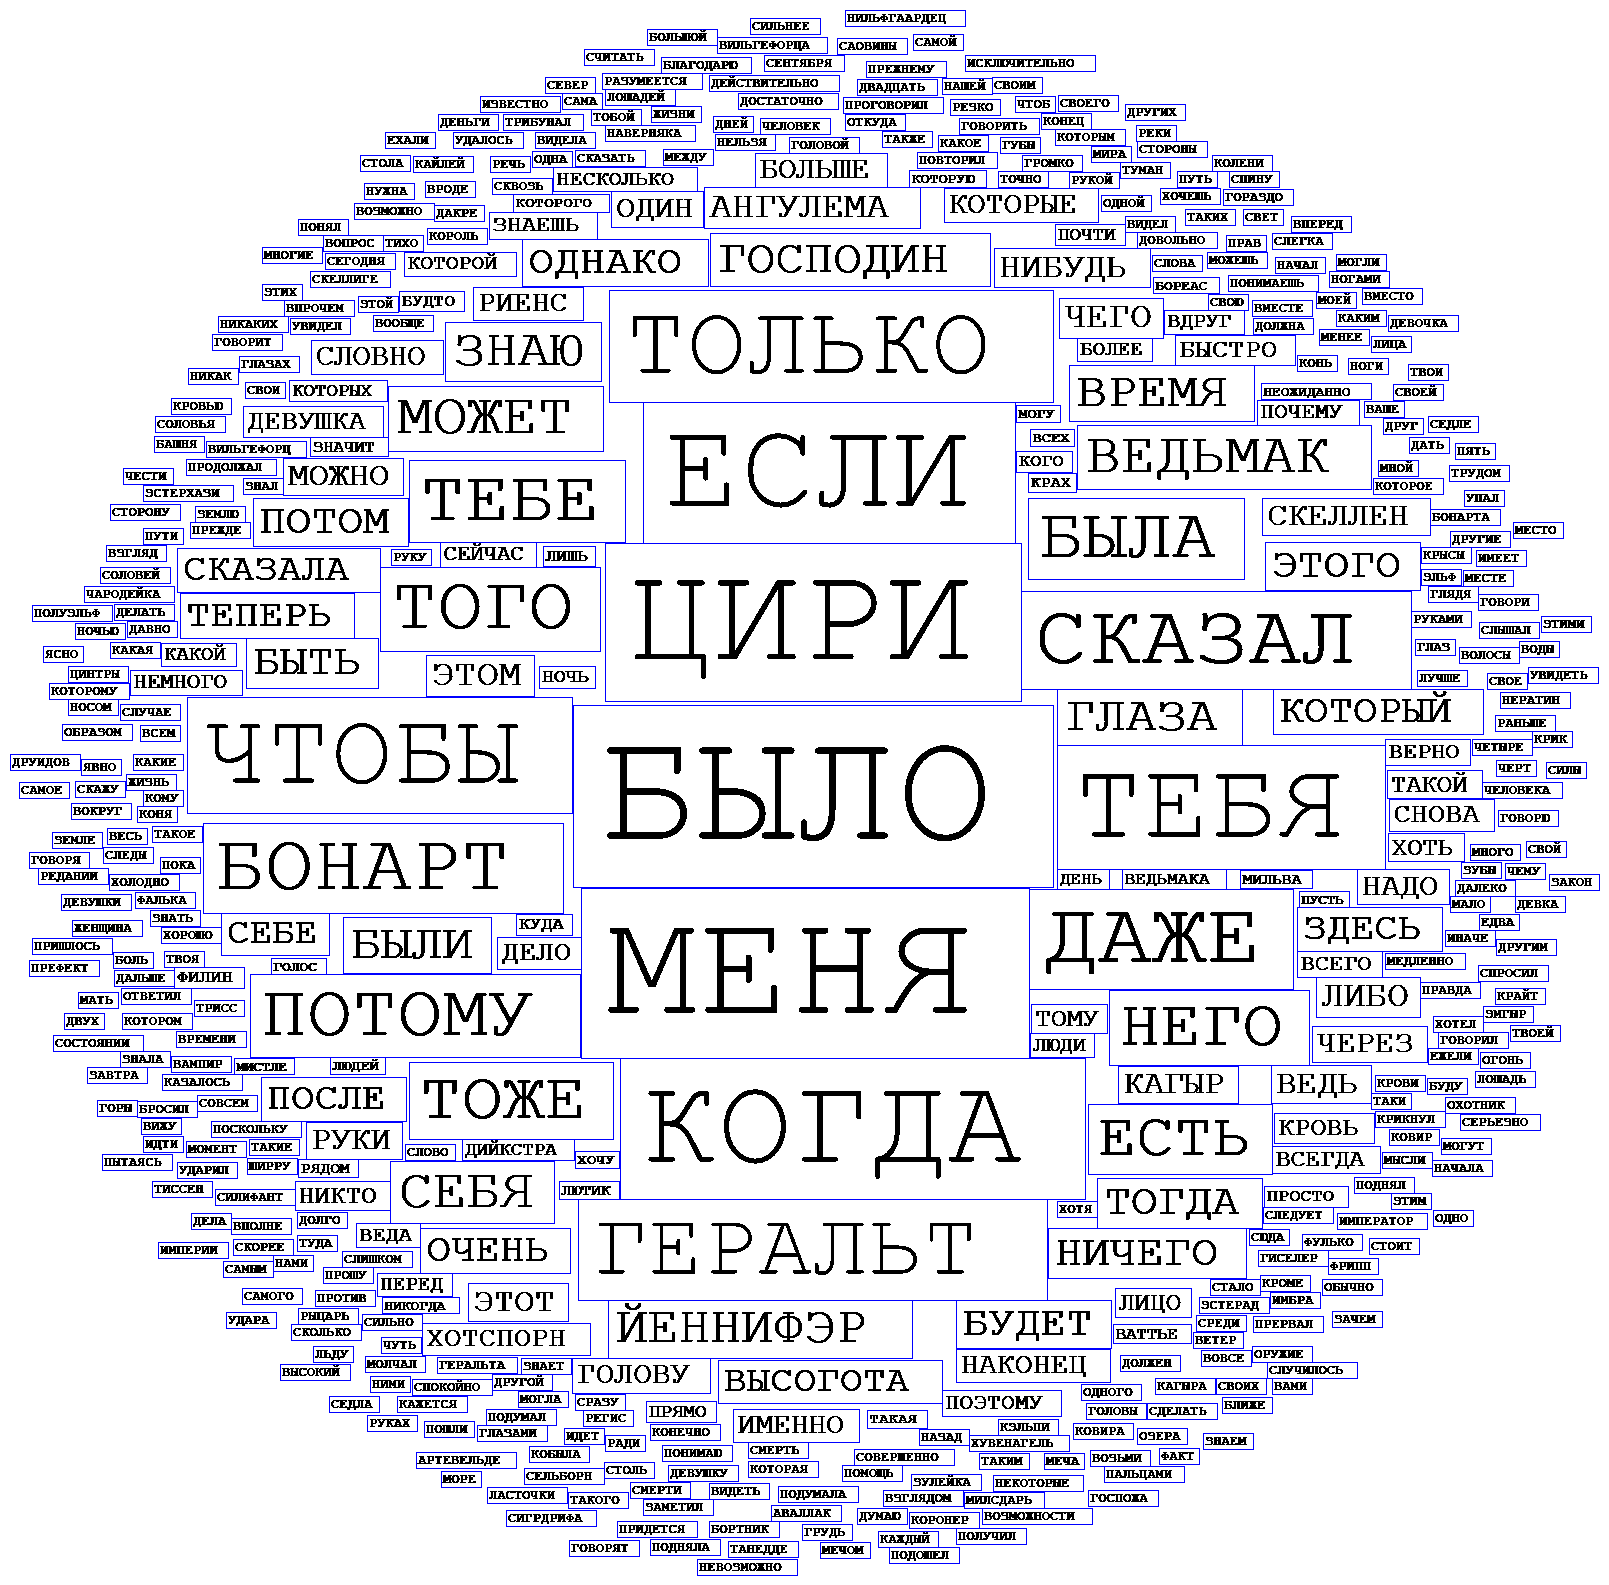 НИЛЬФГААРДЕЦ
СИЛЬНЕЕ
БОЛЬШОЙ ВИЛЬГЕФОРЦА САОВИНЫ САМОЙ
СЧИТАТЬ БЛАГОДАРЮ СЕНТЯБРЯ ПРЕЖНЕМУ ИСКЛЮЧИТЕЛЬНО
СЕВЕР РАЗУМЕЕТСЯ ДЕЙСТВИТЕЛЬНО ДВАДЦАТЬ НАШЕЙ СВОИМ
ИЗВЕСТНО САМА ЛОШАДЕЙ ДОСТАТОЧНО ПРОГОВОРИЛ РЕЗКО ЧТОБ СВОЕГО
ДЕНЬГИ ТРИБУНАЛ ТОБОЙ ЖИЗНИ ДНЕЙ ЧЕЛОВЕК ОТКУДА ГОВОРИТЬ КОНЕЦ ДРУГИХ
ЕХАЛИ УДАЛОСЬ ВИДЕЛА НАВЕРНЯКА НЕЛЬЗЯ ГОЛОВОЙ ТАКЖЕ КАКОЕ ГУБЫ КОТОРЫМ РЕКИ
СТОЛА КАЙЛЕЙ РЕЧЬ ОДНА СКАЗАТЬ МЕЖДУ БОЛЬШЕ ПОВТОРИЛ ГРОМКО МИРА СТОРОНЫ КОЛЕНИ
НУЖНА ВРОДЕ СКВОЗЬ НЕСКОЛЬКО КОТОРУЮ ТОЧНО РУКОЙ ТУМАН ПУТЬ СПИНУ
ВОЗМОЖНО ДАКРЕ КОТОРОГО ОДИН АНГУЛЕМА КОТОРЫЕ ОДНОЙ ХОЧЕШЬ ГОРАЗДО
ПОНЯЛ КОРОЛЬ ЗНАЕШЬ ПОЧТИ ВИДЕЛ ТАКИХ СВЕТ ВПЕРЕД
МНОГИЕ ВОПРОС ТИХО ДОВОЛЬНО ПРАВ СЛЕГКА
СЕГОДНЯ КОТОРОЙ ОДНАКО ГОСПОДИН НИБУДЬ СЛОВА МОЖЕШЬ НАЧАЛ МОГЛИ
СКЕЛЛИГЕ БОРЕАС ПОНИМАЕШЬ НОГАМИ
ЭТИХ ВПРОЧЕМ ЭТОЙ БУДТО РИЕНС СВОЮ ВМЕСТЕ МОЕЙ ВМЕСТО
НИКАКИХ УВИДЕЛ ВООБЩЕ ТОЛЬКО ЧЕГО ВДРУГ ДОЛЖНА КАКИМ ДЕВОЧКА
ГОВОРИТ СЛОВНО ЗНАЮ БОЛЕЕ БЫСТРО МЕНЕЕ ЛИЦА
ГЛАЗАХ НИКАК КОНЬ НОГИ ТВОИ
СВОИ КОТОРЫХ ВРЕМЯ НЕОЖИДАННО СВОЕЙ
КРОВЬЮ ДЕВУШКА МОЖЕТ МОГУ ПОЧЕМУ ВАШЕ
СОЛОВЬЯ ДРУГ СЕДЛЕ
БАШНЯ ВИЛЬГЕФОРЦ ЗНАЧИТ ЕСЛИ ВСЕХ ВЕДЬМАК ДАТЬ ПЯТЬ
ЧЕСТИ ПРОДОЛЖАЛ МОЖНО КОГО МНОЙ ТРУДОМ
ЭСТЕРХАЗИ ЗНАЛ ТЕБЕ КРАХ КОТОРОЕ УПАЛ
СТОРОНУ ЗЕМЛЮ ПОТОМ СКЕЛЛЕН БОНАРТА
ПУТИ ПРЕЖДЕ БЫЛА ДРУГИЕ МЕСТО
ВЗГЛЯД РУКУ СЕЙЧАС ЛИШЬ ЭТОГО КРЫСЫ ИМЕЕТ
СОЛОВЕЙ СКАЗАЛА ЭЛЬФ МЕСТЕ
ЧАРОДЕЙКА ТОГО ЦИРИ ГЛЯДЯ ГОВОРИ
ПОЛУЭЛЬФ ДЕЛАТЬ ТЕПЕРЬ СКАЗАЛ РУКАМИ
НОЧЬЮ ДАВНО СЛЫШАЛ ЭТИМИ
ЯСНО КАКАЯ КАКОЙ БЫТЬ ГЛАЗ ВОЛОСЫ ВОДЫ
ЦИНТРЫ НЕМНОГО ЭТОМ НОЧЬ ЛУЧШЕ СВОЕ УВИДЕТЬ
КОТОРОМУ НЕРАТИН
НОСОМ СЛУЧАЕ ГЛАЗА КОТОРЫЙ РАНЬШЕ
ОБРАЗОМ ВСЕМ ЧТОБЫ БЫЛО ВЕРНО ЧЕТЫРЕ КРИК
ДРУИДОВ ЯВНО КАКИЕ ЧЕРТ СИЛЫ
САМОЕ СКАЖУ ЖИЗНЬ ТЕБЯ ТАКОЙ ЧЕЛОВЕКА
КОМУ
ВОКРУГ КОНЯ СНОВА ГОВОРЮ
ЗЕМЛЕ ВЕСЬ ТАКОЕ ХОТЬ МНОГО СВОЙ
ГОВОРЯ СЛЕДЫ ПОКА БОНАРТ ЗУБЫ ЧЕМУ
РЕДАНИИ ХОЛОДНО ДЕНЬ ВЕДЬМАКА МИЛЬВА НАДО ДАЛЕКО ЗАКОН
ДЕВУШКИ ФАЛЬКА ПУСТЬ МАЛО ДЕВКА
ЖЕНЩИНА ЗНАТЬ КУДА ЗДЕСЬ ЕДВА
ПРИШЛОСЬ ХОРОШО СЕБЕ БЫЛИ ДЕЛО МЕНЯ ДАЖЕ ИНАЧЕ ДРУГИМ
ПРЕФЕКТ БОЛЬ ТВОЯ ГОЛОС ВСЕГО МЕДЛЕННО
ДАЛЬШЕ ФИЛИН СПРОСИЛ
МАТЬ ОТВЕТИЛ ТРИСС ПОТОМУ ЛИБО ПРАВДА КРАЙТ
ДВУХ КОТОРОМ ТОМУ НЕГО ХОТЕЛ ЭИГЫР
СОСТОЯНИИ ВРЕМЕНИ ЛЮДИ ЧЕРЕЗ ГОВОРИЛ ТВОЕЙ
ЗНАЛА ВАМПИР МИСТЛЕ ЛЮДЕЙ ЕЖЕЛИ ОГОНЬ
ЗАВТРА КАЗАЛОСЬ КАГЫР ВЕДЬ КРОВИ БУДУ ЛОШАДЬ
ГОРЫ БРОСИЛ СОВСЕМ ПОСЛЕ ТОЖЕ КОГДА ТАКИ ОХОТНИК
ВИЖУ ПОСКОЛЬКУ КРОВЬ КРИКНУЛ СЕРЬЕЗНО
ИДТИ МОМЕНТ ТАКИЕ РУКИ СЛОВО ДИЙКСТРА ЕСТЬ КОВИР МОГУТ
ПЫТАЯСЬ УДАРИЛ ШИРРУ РЯДОМ ХОЧУ ВСЕГДА МЫСЛИ НАЧАЛА
ТИССЕН СИЛИФАНТ НИКТО СЕБЯ ЛЮТИК ПРОСТО ПОДНЯЛ
ЭТИМ
ДЕЛА ВПОЛНЕ ДОЛГО ХОТЯ ТОГДА СЛЕДУЕТ ИМПЕРАТОР ОДНО
ИМПЕРИИ СКОРЕЕ ТУДА ВЕДА ОЧЕНЬ ГЕРАЛЬТ НИЧЕГО СЮДА ФУЛЬКО СТОИТ
САМЫМ НАМИ СЛИШКОМ ГИСЕЛЕР ФРИПП
ПРОШУ ПЕРЕД СТАЛО КРОМЕ ОБЫЧНО
САМОГО ПРОТИВ НИКОГДА ЭТОТ ЛИЦО ЭСТЕРАД ИМБРА
УДАРА РЫЦАРЬ СИЛЬНО СРЕДИ ПРЕРВАЛ ЗАЧЕМ
СКОЛЬКО ЧУТЬ ХОТСПОРН ЙЕННИФЭР БУДЕТ ВАТТЬЕ ВЕТЕР
ЛЬДУ МОЛЧАЛ ГЕРАЛЬТА ЗНАЕТ НАКОНЕЦ ДОЛЖЕН ВОВСЕ ОРУЖИЕ
ВЫСОКИЙ НИМИ СПОКОЙНО ДРУГОЙ ГОЛОВУ ВЫСОГОТА СЛУЧИЛОСЬ
ОДНОГО КАГЫРА СВОИХ ВАМИ
СЕДЛА КАЖЕТСЯ МОГЛА СРАЗУ ПОЭТОМУ БЛИЖЕ
РУКАХ ПОДУМАЛ РЕГИС ПРЯМО ТАКАЯ ГОЛОВЫ СДЕЛАТЬ
ПОШЛИ ГЛАЗАМИ ИДЕТ КОНЕЧНО ИМЕННО КЭЛЬПИ КОВИРА ОЗЕРА ЗНАЕМ
РАДИ НАЗАД ХУВЕНАГЕЛЬ
АРТЕВЕЛЬДЕ КОБЫЛА ПОНИМАЮ СМЕРТЬ СОВЕРШЕННО ТАКИМ МЕЧА ВОЗЬМИ ФАКТ
МОРЕ СЕЛЬБОРН СТОЛЬ ДЕВУШКУ КОТОРАЯ ПОМОЩЬ ПАЛЬЦАМИ
ЛАСТОЧКИ СМЕРТИ ВИДЕТЬ ПОДУМАЛА ЗУЛЕЙКА НЕКОТОРЫЕ
ТАКОГО ЗАМЕТИЛ ВЗГЛЯДОМ МИЛСДАРЬ ГОСПОЖА
СИГРДРИФА АВАЛЛАК ДУМАЮ КОРОНЕР ВОЗМОЖНОСТИ
ПРИДЕТСЯ БОРТНИК ГРУДЬ КАЖДЫЙ ПОЛУЧИЛ
ГОВОРЯТ ПОДНЯЛА ТАНЕДДЕ МЕЧОМ ПОДОШЕЛ
НЕВОЗМОЖНО